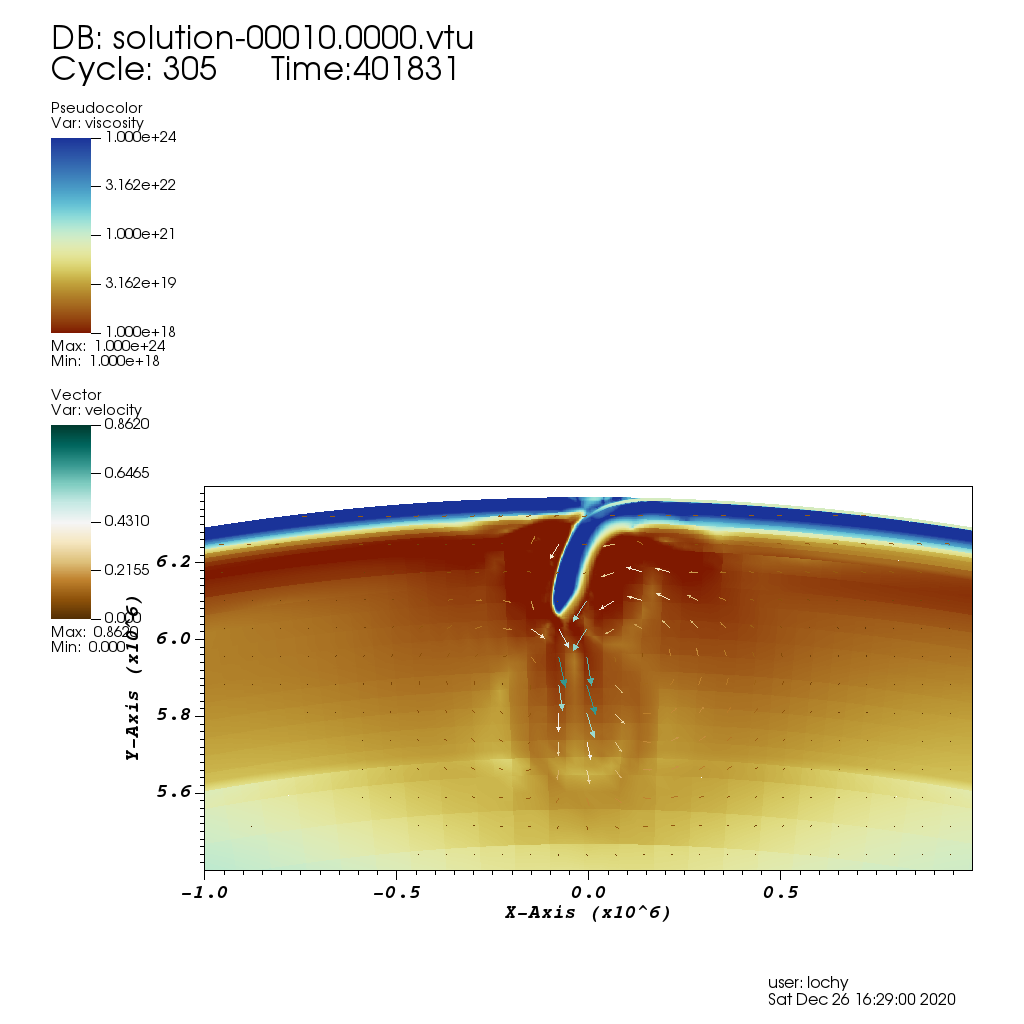 DB: solution-00010.0000.vtu
Cycle: 305 Time:401831
Pseudocolor
Var: viscosity
1.000e+24
3.162e+22
1.000e+21
3.162e+19
1.000e+18
Max: 1.000e+24
Min: 1.000e+18
Vector
Var: velocity
0.8620
0.6465
0.4310
0.2155
0.000
Max: 0.8620
Min: 0.000
Y-Axis (x10^6)
6.2
6.0
5.8
5.6
-1.0 -0.5 0.0 0.5
X-Axis (x10^6)
user: lochy
Sat Dec 26 16:29:00 2020